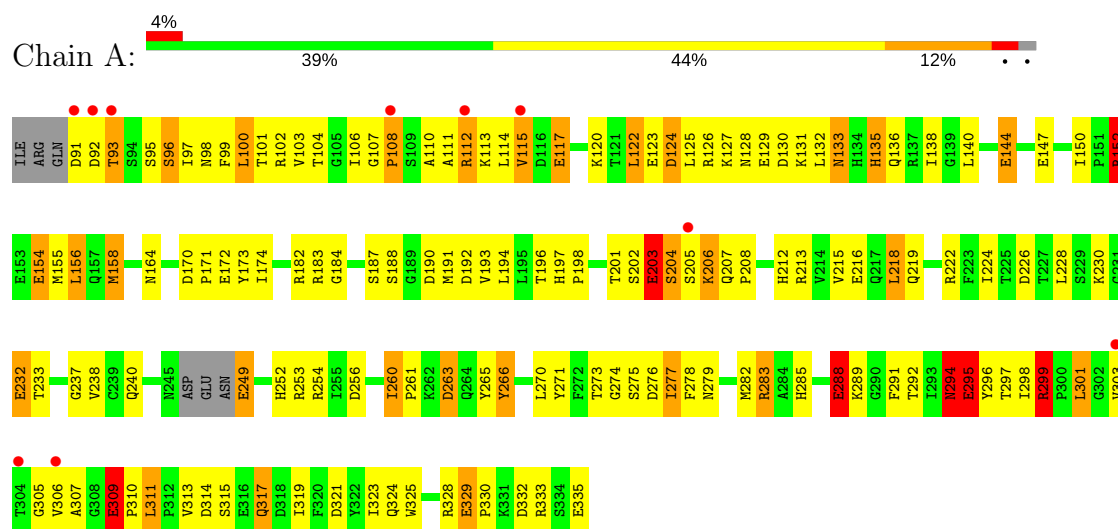 4%
Chain A:
39% 44% 12% • •
ILE ARG GLN D91 D92 T93 S94 S95 S96 I97 N98 F99 L100 T101 R102 V103 T104 G105 I106 G107 P108 S109 A110 A111 R112 K113 L114 V115 D116 E117 K120 T121 L122 E123 D124 L125 R126 K127 N128 E129 D130 K131 L132 N133 H134 H135 Q136 R137 I138 G139 L140 E144 E147 I150 P151 R152
E153 E154 M155 L156 Q157 M158 N164 D170 P171 E172 Y173 I174 R182 R183 G184 S187 S188 G189 D190 M191 D192 V193 L194 L195 T196 H197 P198 T201 S202 E203 S204 S205 K206 Q207 P208 H212 R213 V214 V215 E216 Q217 L218 Q219 R222 F223 I224 T225 D226 T227 L228 S229 K230 G231
E232 T233 G237 V238 C239 Q240 N245 ASP GLU ASN E249 H252 R253 R254 I255 D256 I260 P261 K262 D263 Q264 Y265 Y266 L270 Y271 F272 T273 G274 S275 D276 I277 F278 N279 M282 R283 A284 H285 E288 K289 G290 F291 T292 I293 N294 E295 Y296 T297 I298 R299 P300 L301 G302 V303
T304 G305 V306 A307 G308 E309 P310 L311 P312 V313 D314 S315 E316 Q317 D318 I319 F320 D321 Y322 I323 Q324 W325 R328 E329 P330 K331 D332 R333 S334 E335